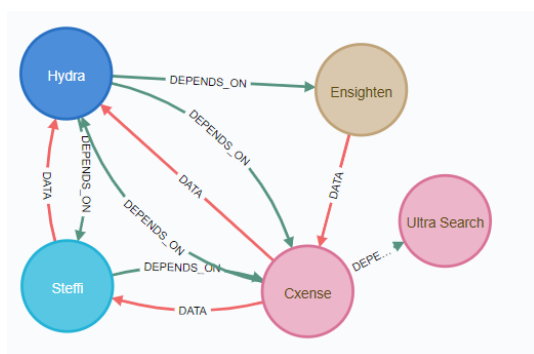 Hydra
DEPENDS_ON
Ensighten
DEPENDS_ON
DEPENDS_ON
DATA
DATA
DATA
Ultra Search
DEPENDS_ON
DEPE...
DEPENDS_ON
Steffi
Cxense
DATA